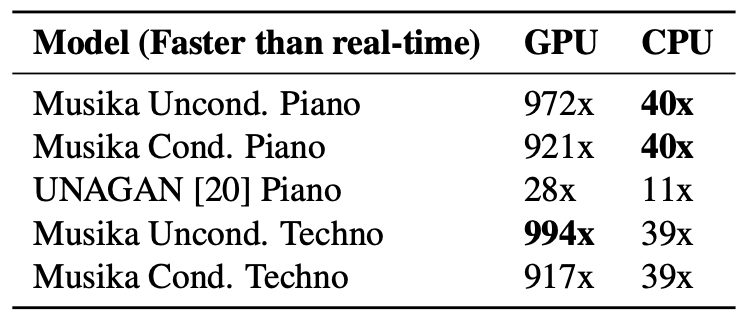 Model (Faster than real-time) GPU CPU
Musika Uncond. Piano 972x 40x
Musika Cond. Piano 921x 40x
UNAGAN [20] Piano 28x 11x
Musika Uncond. Techno 994x 39x
Musika Cond. Techno 917x 39x